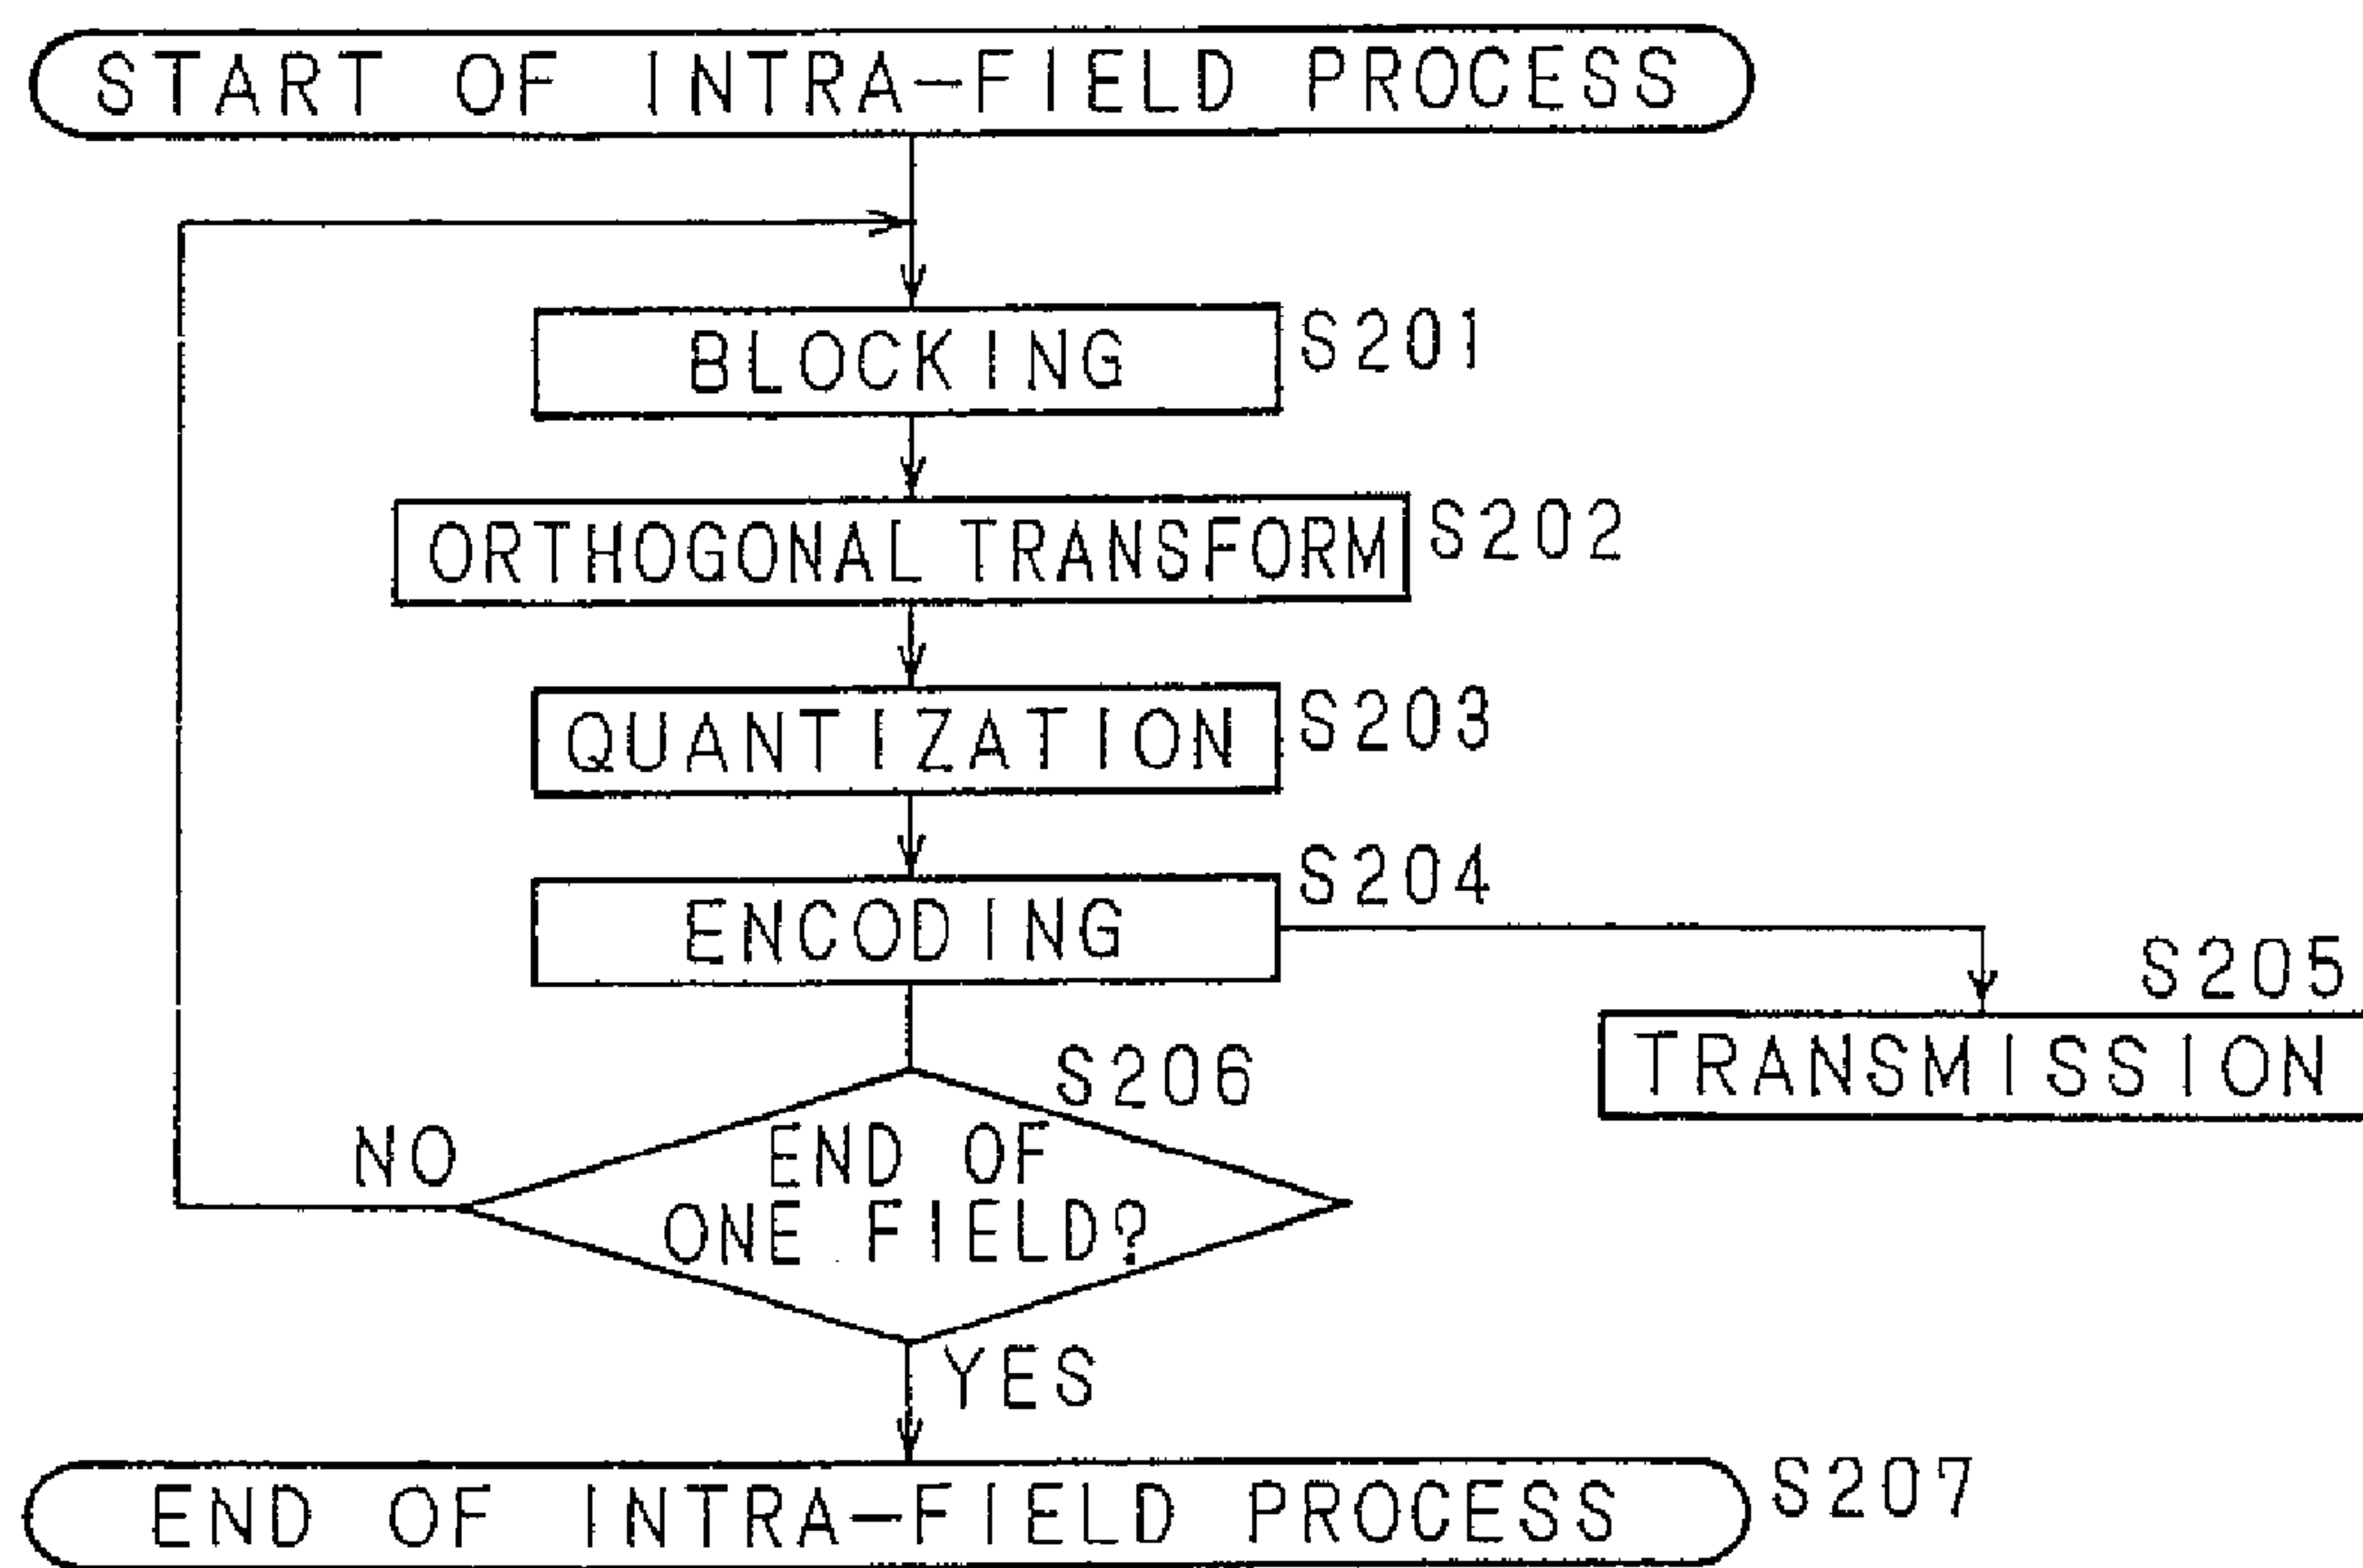 START OF INTRA-FIELD PROCESS
BLOCKING S201
ORTHOGONAL TRANSFORM S202
QUANTIZATION S203
S204
ENCODING
S205
TRANSMISSION
S206
NO
END OF
ONE FIELD?
YES
END OF INTRA-FIELD PROCESS S207